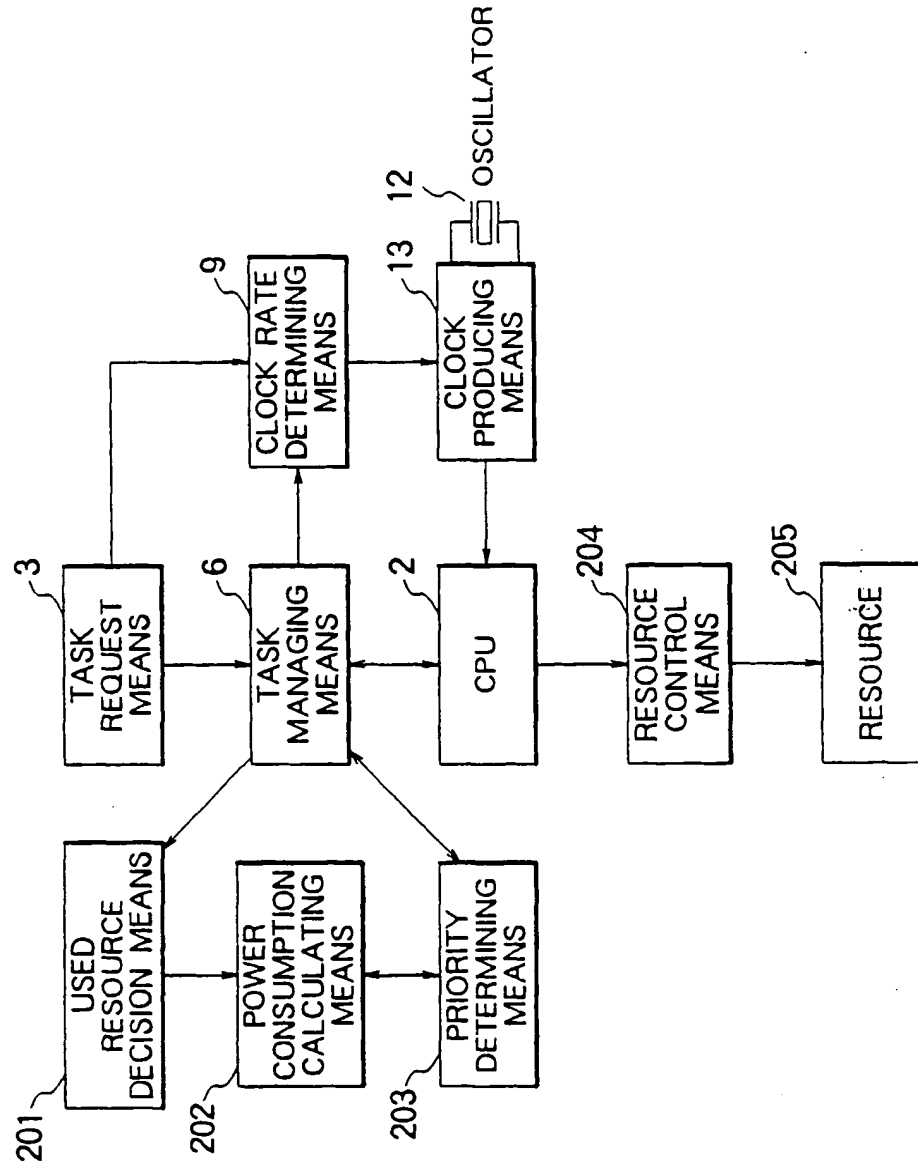 3
TASK
REQUEST
MEANS
201
USED
RESOURCE
DECISION MEANS
6
TASK
MANAGING
MEANS
9
CLOCK RATE
DETERMINING
MEANS
202
POWER
CONSUMPTION
CALCULATING
MEANS
2
CPU
13
CLOCK
PRODUCING
MEANS
12
OSCILLATOR
203
PRIORITY
DETERMINING
MEANS
204
RESOURCE
CONTROL
MEANS
205
RESOURCE